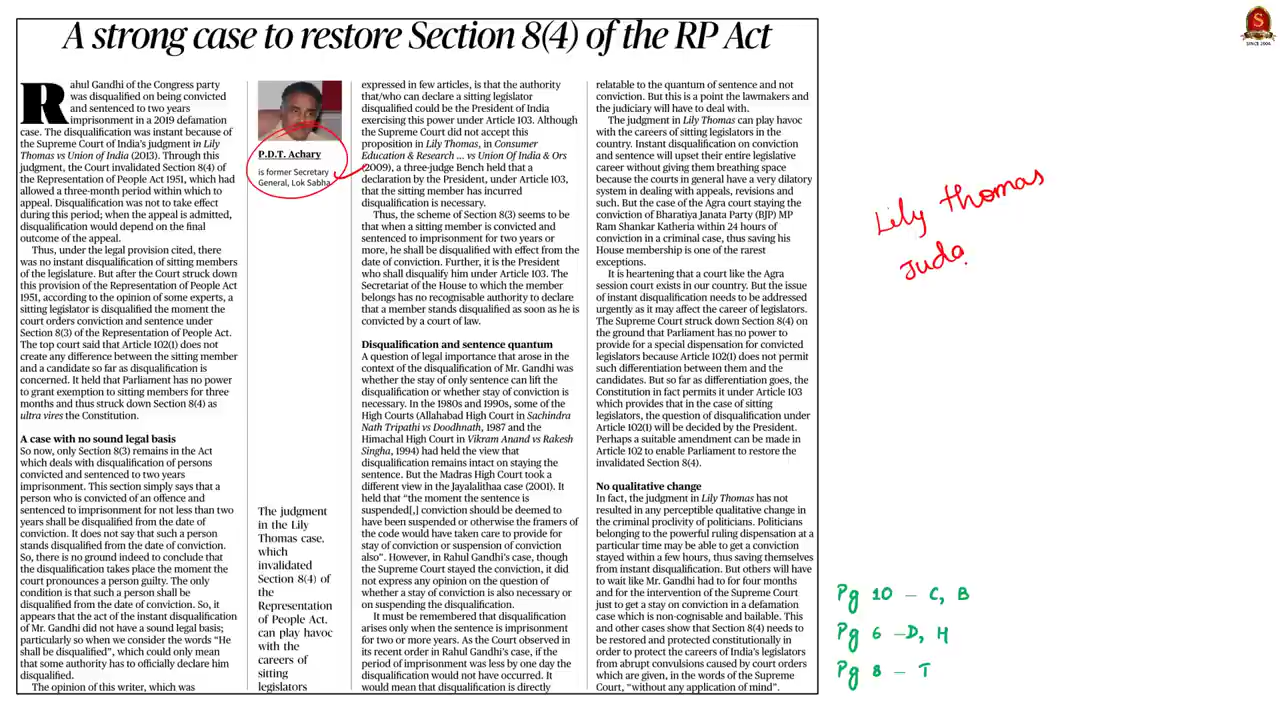 A strong case to restore Section 8(4) of the RP Act
Rahul Gandhi of the Congress party
was disqualified on being convicted
and sentenced to two years
imprisonment in a 2019 defamation
case. The disqualification was instant because of
the Supreme Court of India's judgment in Lily
Thomas vs Union of India (2013). Through this
judgment, the Court invalidated Section 8(4) of
the Representation of People Act 1951, which had
allowed a three-month period within which to
appeal. Disqualification was not to take effect
during this period; when the appeal is admitted,
disqualification would depend on the final
outcome of the appeal.
Thus, under the legal provision cited, there
was no instant disqualification of sitting members
of the legislature. But after the Court struck down
this provision of the Representation of People Act
1951, according to the opinion of some experts, a
sitting legislator is disqualified the moment the
court orders conviction and sentence under
Section 8(3) of the Representation of People Act.
The top court said that Article 102(1) does not
create any difference between the sitting member
and a candidate so far as disqualification is
concerned. It held that Parliament has no power
to grant exemption to sitting members for three
months and thus struck down Section 8(4) as
ultra vires the Constitution.
A case with no sound legal basis
So now, only Section 8(3) remains in the Act
which deals with disqualification of persons
convicted and sentenced to two years
imprisonment. This section simply says that a
person who is convicted of an offence and
sentenced to imprisonment for not less than two
years shall be disqualified from the date of
conviction. It does not say that such a person
stands disqualified from the date of conviction.
So, there is no ground indeed to conclude that
the disqualification takes place the moment the
court pronounces a person guilty. The only
condition is that such a person shall be
disqualified from the date of conviction. So, it
appears that the act of the instant disqualification
of Mr. Gandhi did not have a sound legal basis;
particularly so when we consider the words "He
shall be disqualified", which could only mean
that some authority has to officially declare him
disqualified.
The opinion of this writer, which was
P.D.T. Achary
is former Secretary
General, Lok Sabha
The judgment
in the Lily
Thomas case,
which
invalidated
Section 8(4) of
the
Representation
of People Act,
can play havoc
with the
careers of
sitting
legislators
expressed in few articles, is that the authority
that/who can declare a sitting legislator
disqualified could be the President of India
exercising this power under Article 103. Although
the Supreme Court did not accept this
proposition in Lily Thomas, in Consumer
Education & Research ... vs Union Of India & Ors
(2009), a three-judge Bench held that a
declaration by the President, under Article 103,
that the sitting member has incurred
disqualification is necessary.
Thus, the scheme of Section 8(3) seems to be
that when a sitting member is convicted and
sentenced to imprisonment for two years or
more, he shall be disqualified with effect from the
date of conviction. Further, it is the President
who shall disqualify him under Article 103. The
Secretariat of the House to which the member
belongs has no recognisable authority to declare
that a member stands disqualified as soon as he is
convicted by a court of law.
Disqualification and sentence quantum
A question of legal importance that arose in the
context of the disqualification of Mr. Gandhi was
whether the stay of only sentence can lift the
disqualification or whether stay of conviction is
necessary. In the 1980s and 1990s, some of the
High Courts (Allahabad High Court in Sachindra
Nath Tripathi vs Doodhnath, 1987 and the
Himachal High Court in Vikram Anand vs Rakesh
Singha, 1994) had held the view that
disqualification remains intact on staying the
sentence. But the Madras High Court took a
different view in the Jayalalithaa case (2001). It
held that "the moment the sentence is
suspended[,] conviction should be deemed to
have been suspended or otherwise the framers of
the code would have taken care to provide for
stay of conviction or suspension of conviction
also". However, in Rahul Gandhi's case, though
the Supreme Court stayed the conviction, it did
not express any opinion on the question of
whether a stay of conviction is also necessary or
on suspending the disqualification.
It must be remembered that disqualification
arises only when the sentence is imprisonment
for two or more years. As the Court observed in
its recent order in Rahul Gandhi's case, if the
period of imprisonment was less by one day the
disqualification would not have occurred. It
would mean that disqualification is directly
relatable to the quantum of sentence and not
conviction. But this is a point the lawmakers and
the judiciary will have to deal with.
The judgment in Lily Thomas can play havoc
with the careers of sitting legislators in the
country. Instant disqualification on conviction
and sentence will upset their entire legislative
career without giving them breathing space
because the courts in general have a very dilatory
system in dealing with appeals, revisions and
such. But the case of the Agra court staying the
conviction of Bharatiya Janata Party (BJP) MP
Ram Shankar Katheria within 24 hours of
conviction in a criminal case, thus saving his
House membership is one of the rarest
exceptions.
It is heartening that a court like the Agra
session court exists in our country. But the issue
of instant disqualification needs to be addressed
urgently as it may affect the career of legislators.
The Supreme Court struck down Section 8(4) on
the ground that Parliament has no power to
provide for a special dispensation for convicted
legislators because Article 102(1) does not permit
such differentiation between them and the
candidates. But so far as differentiation goes, the
Constitution in fact permits it under Article 103
which provides that in the case of sitting
legislators, the question of disqualification under
Article 102(1) will be decided by the President.
Perhaps a suitable amendment can be made in
Article 102 to enable Parliament to restore the
invalidated Section 8(4).
No qualitative change
In fact, the judgment in Lily Thomas has not
resulted in any perceptible qualitative change in
the criminal proclivity of politicians. Politicians
belonging to the powerful ruling dispensation at a
particular time may be able to get a conviction
stayed within a few hours, thus saving themselves
from instant disqualification. But others will have
to wait like Mr. Gandhi had to for four months
and for the intervention of the Supreme Court
just to get a stay on conviction in a defamation
case which is non-cognisable and bailable. This
and other cases show that Section 8(4) needs to
be restored and protected constitutionally in
order to protect the careers of India's legislators
from abrupt convulsions caused by court orders
which are given, in the words of the Supreme
Court, "without any application of mind".
Lily Thomas
Juda
Pg 10 – C, B
Pg 6 – D, H
Pg 8 – T
S
SINCE 2004